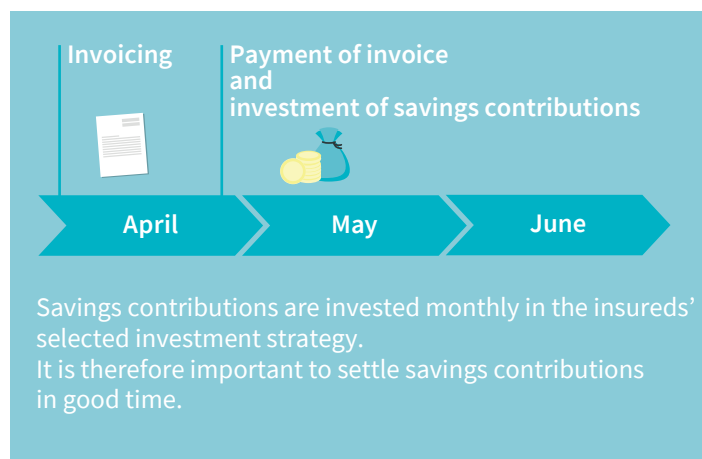 Invoicing
Payment of invoice
and
investment of savings contributions
April
May
June
Savings contributions are invested monthly in the insureds’
selected investment strategy.
It is therefore important to settle savings contributions
in good time.